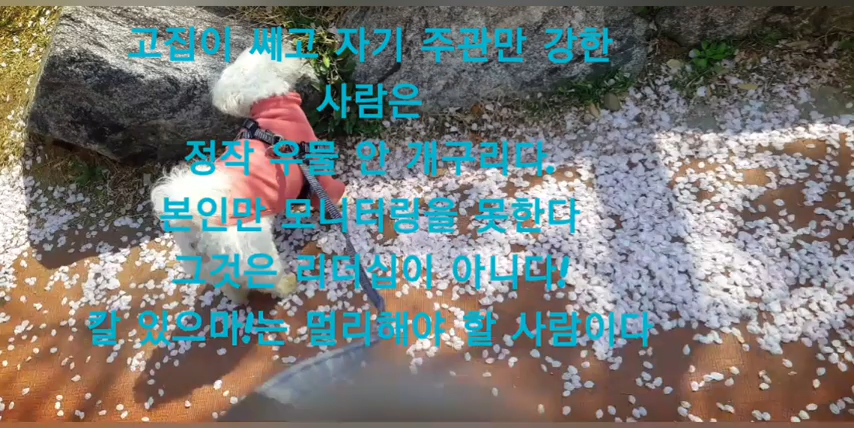 고집이 쎄고 자기 주관만 강한
사람은
정작 우물 안 개구리다.
본인만 모니터링을 못한다
그것은 리더십이 아니다!
칼 있으마!는 멀리해야 할 사람이다